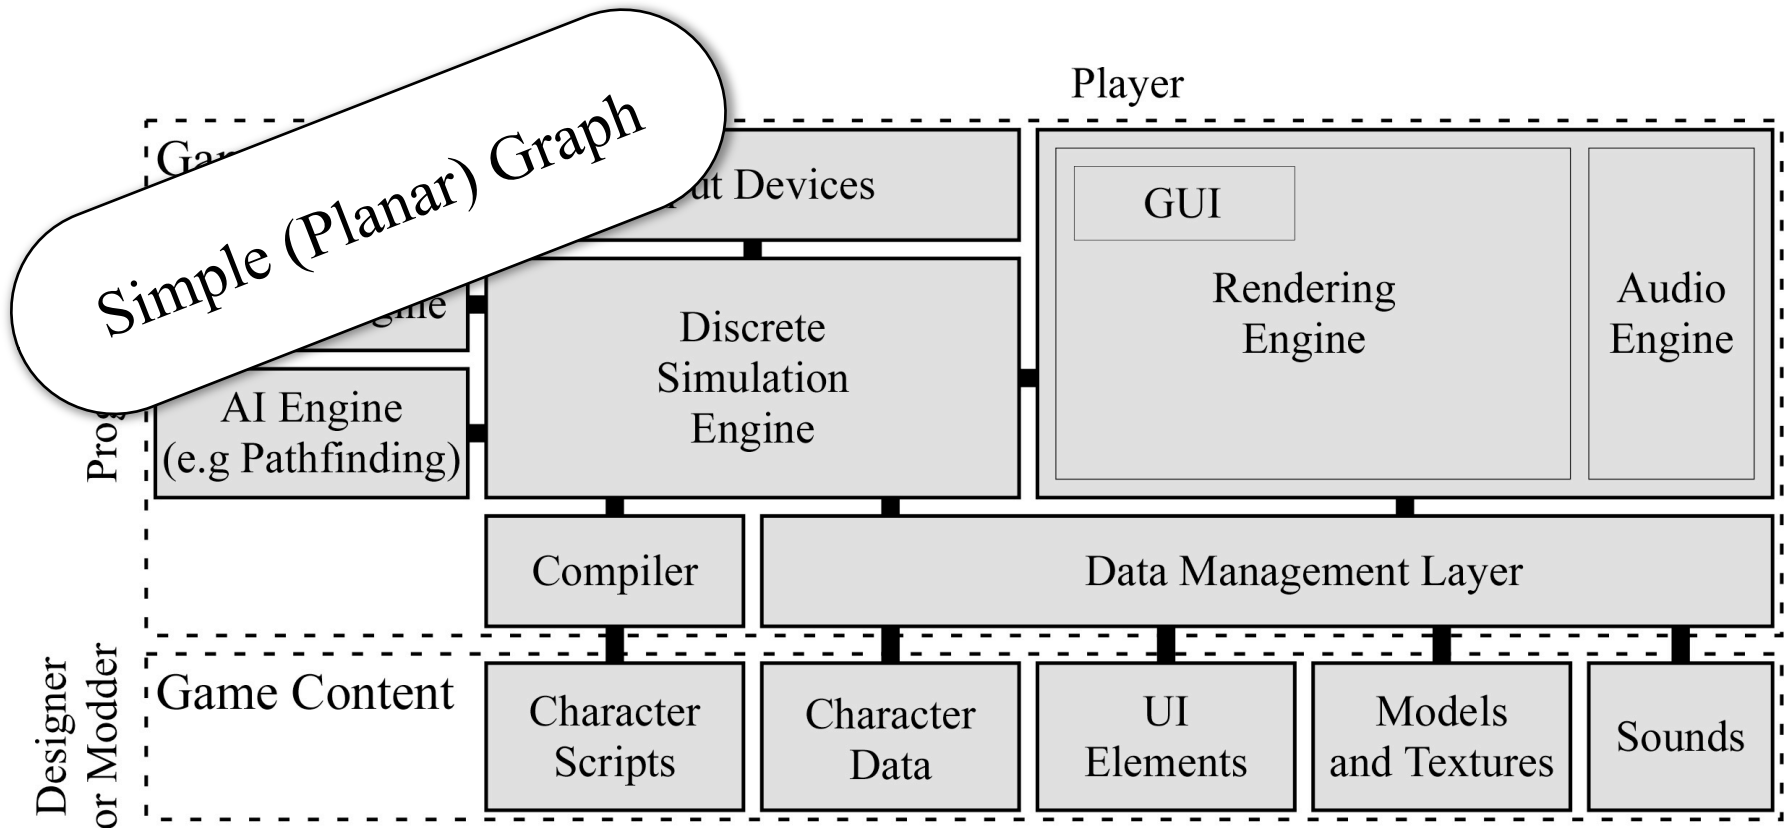 Player
Simple (Planar) Graph
Devices
GUI
Rendering
Engine
Audio
Engine
Discrete
Simulation
Engine
AI Engine
(e.g Pathfinding)
Compiler
Data Management Layer
Designer
or Modder
Game Content
Character
Scripts
Character
Data
UI
Elements
Models
and Textures
Sounds